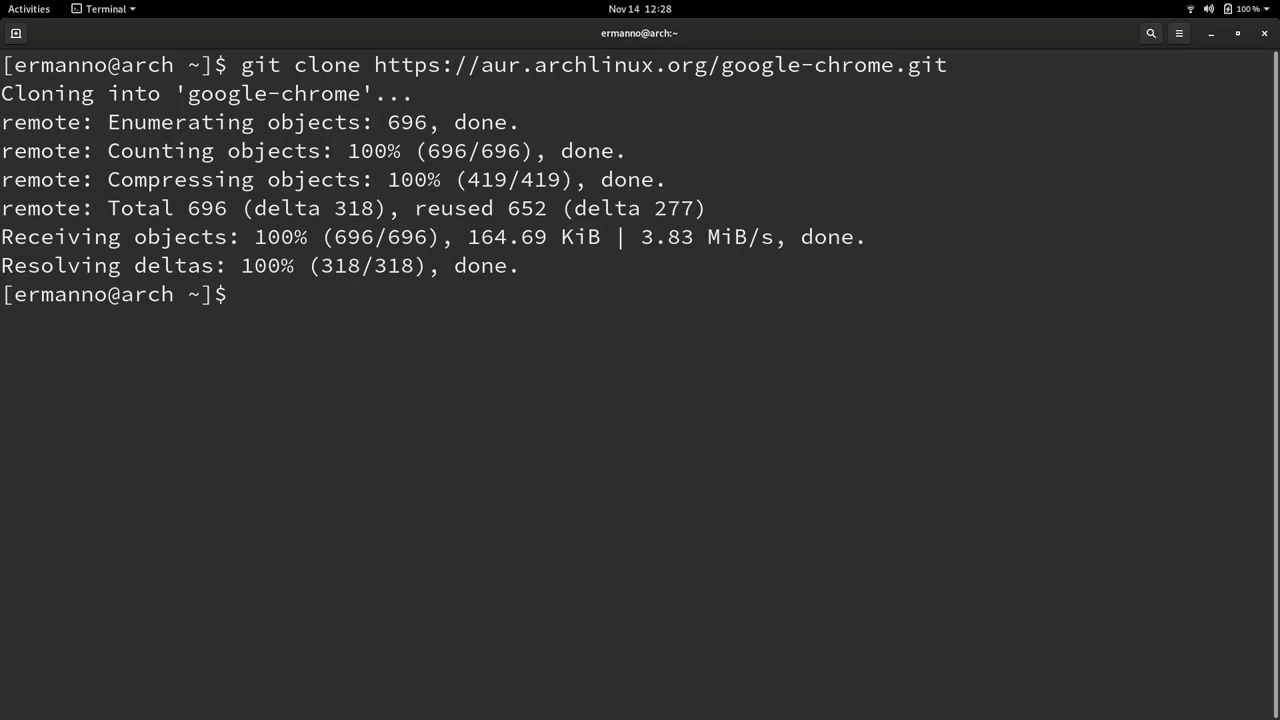 Activities Terminal Nov 14 12:28 100 %
ermanno@arch:~
[ermanno@arch ~]$ git clone https://aur.archlinux.org/google-chrome.git
Cloning into 'google-chrome'...
remote: Enumerating objects: 696, done.
remote: Counting objects: 100% (696/696), done.
remote: Compressing objects: 100% (419/419), done.
remote: Total 696 (delta 318), reused 652 (delta 277)
Receiving objects: 100% (696/696), 164.69 KiB | 3.83 MiB/s, done.
Resolving deltas: 100% (318/318), done.
[ermanno@arch ~]$